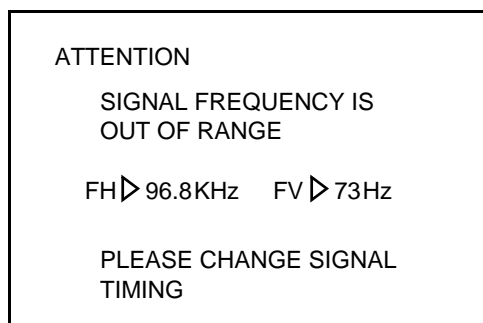 ATTENTION
SIGNAL FREQUENCY IS
OUT OF RANGE
FH ▷ 96.8KHz FV ▷ 73Hz
PLEASE CHANGE SIGNAL
TIMING